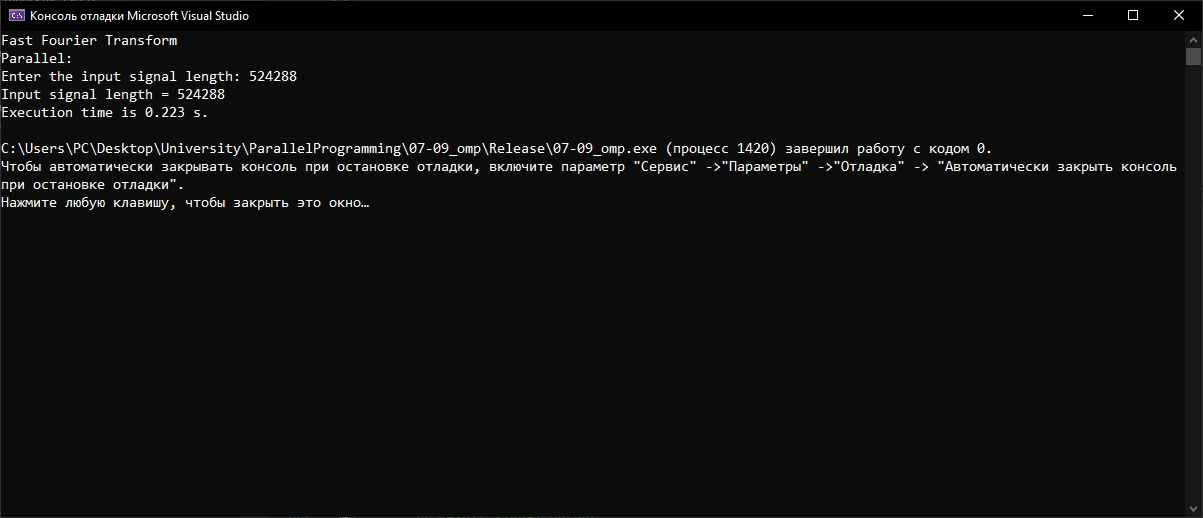 Консоль отладки Microsoft Visual Studio
Fast Fourier Transform
Parallel:
Enter the input signal length: 524288
Input signal length = 524288
Execution time is 0.223 s.
C:\Users\PC\Desktop\University\ParallelProgramming\07-09_omp\Release\07-09_omp.exe (процесс 1420) завершил работу с кодом 0.
Чтобы автоматически закрывать консоль при остановке отладки, включите параметр "Сервис" ->"Параметры" ->"Отладка" -> "Автоматически закрыть консоль
при остановке отладки".
Нажмите любую клавишу, чтобы закрыть это окно…